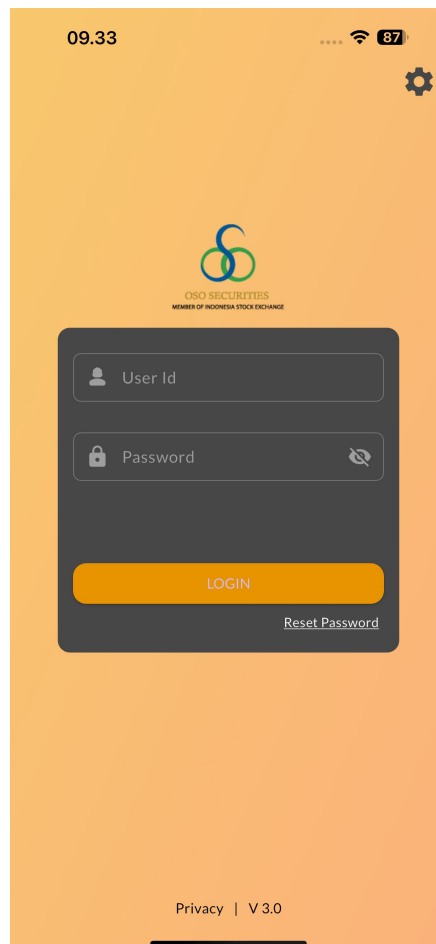 09.33
87
OSO SECURITIES
MEMBER OF INDONESIA STOCK EXCHANGE
User Id
Password
LOGIN
Reset Password
Privacy | V 3.0